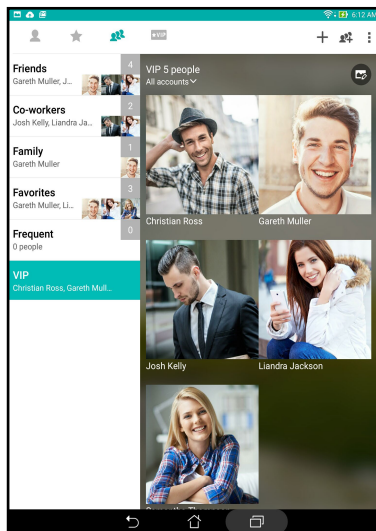 6:12 AM
VIP
Friends
4
Gareth Muller, J...
Co-workers
2
Josh Kelly, Liandra Ja...
Family
1
Gareth Muller
Favorites
3
Gareth Muller, Li...
Frequent
0
0 people
VIP
Christian Ross, Gareth Mull...
VIP 5 people
All accounts
Christian Ross
Gareth Muller
Josh Kelly
Liandra Jackson